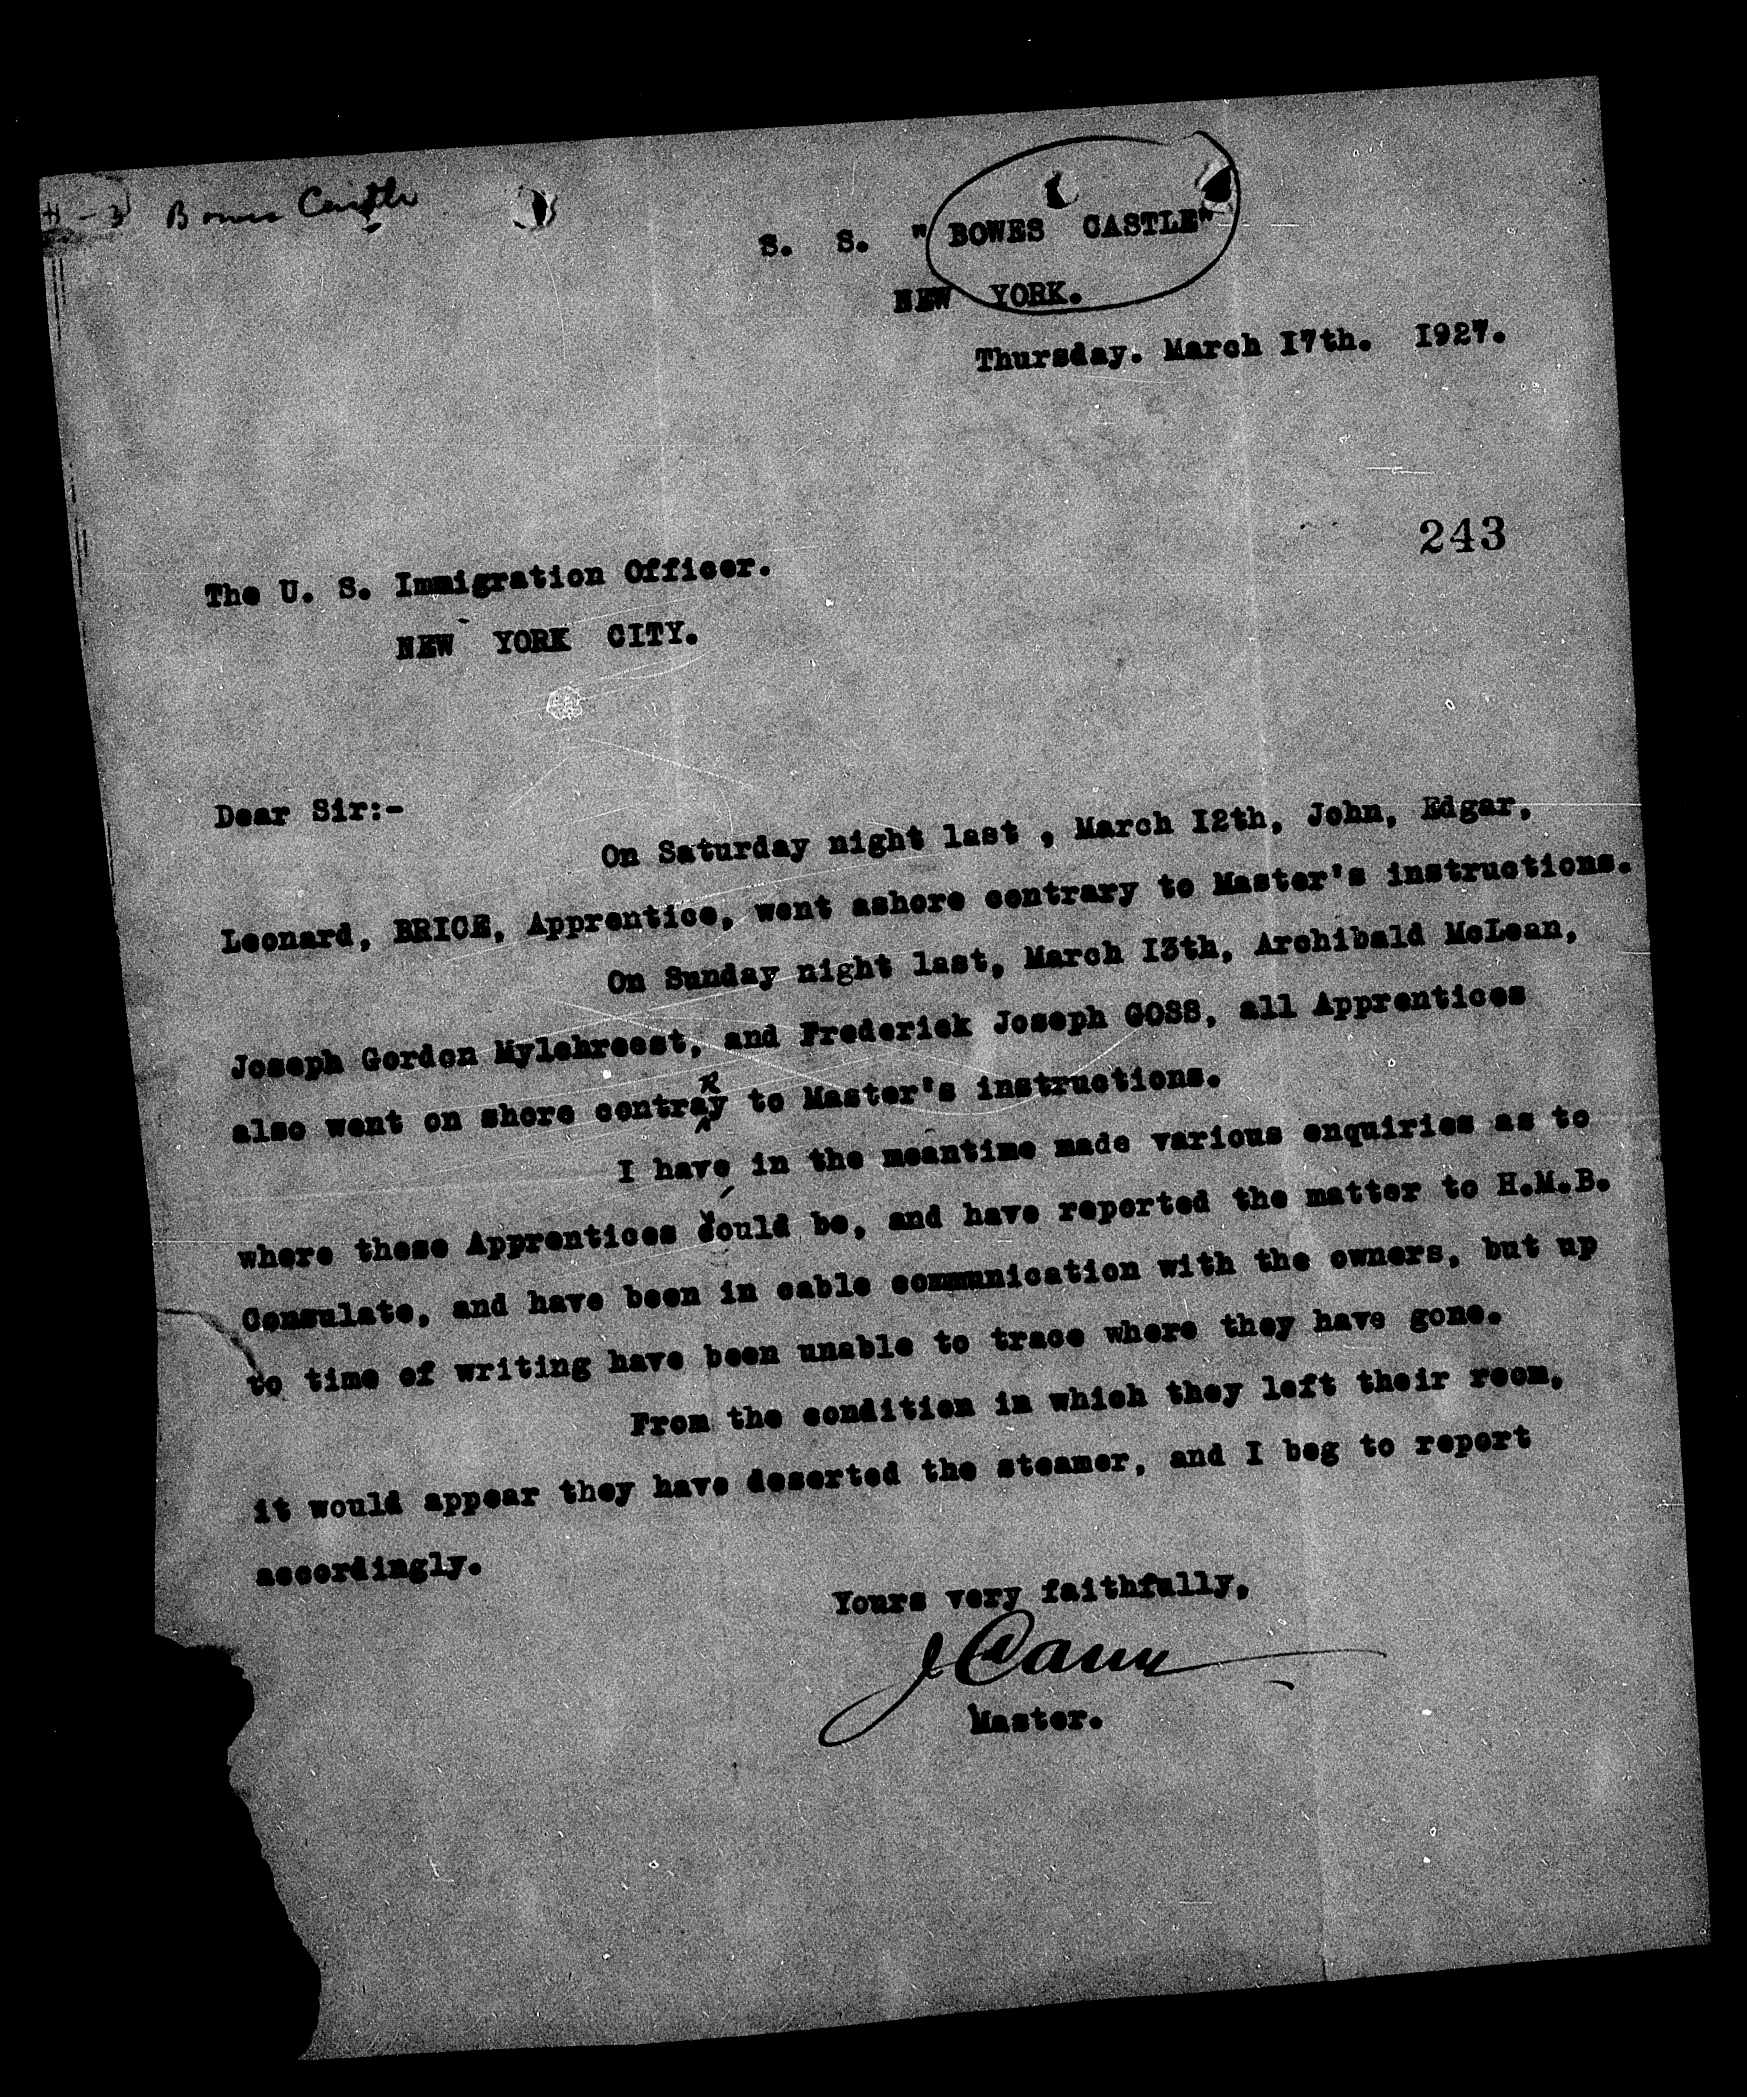 Bowes Castle
S. S. "BOWES CASTLE"
NEW YORK.
Thursday. March I7th. I927.
243
The U. S. Immigration Officer.
NEW YORK CITY.
Dear Sir:-
On Saturday night last , March I2th, John, Edgar,
Leonard, BRICE, Apprentice, went ashore contrary to Master's instructions.
On Sunday night last, March I3th, Archibald McLean,
Joseph Gordon Mylchreest, and Frederick Joseph GOSS, all Apprentices
also went on shore contraRy to Master's instructions.
I have in the meantime made various enquiries as to
where these Apprentices could be, and have reported the matter to H.M.B.
Consulate, and have been in cable communication with the owners, but up
to time of writing have been unable to trace where they have gone.
From the condition in which they left their room,
it would appear they have deserted the steamer, and I beg to report
accordingly.
Yours very faithfully,
J Cann
Master.